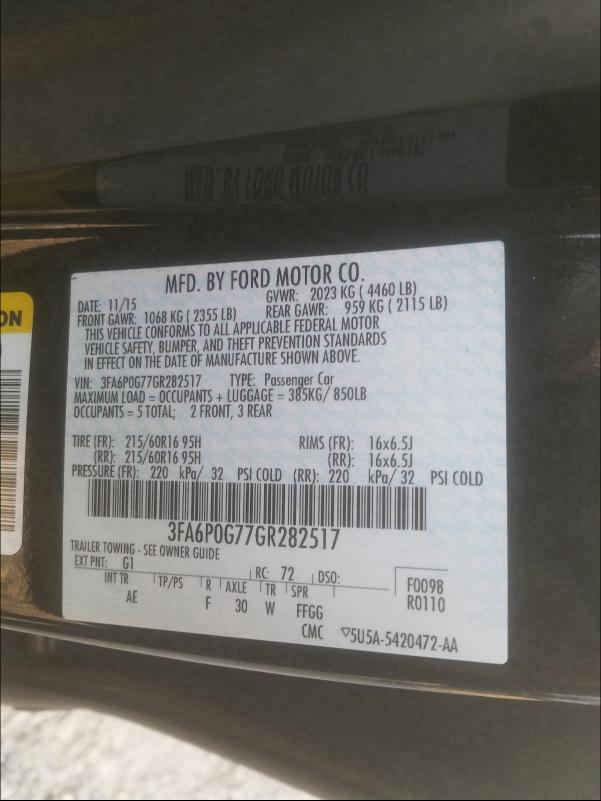 MFD. BY FORD MOTOR CO.
DATE: 11/15 GVWR: 2023 KG ( 4460 LB)
FRONT GAWR: 1068 KG ( 2355 LB) REAR GAWR: 959 KG ( 2115 LB)
THIS VEHICLE CONFORMS TO ALL APPLICABLE FEDERAL MOTOR
VEHICLE SAFETY, BUMPER, AND THEFT PREVENTION STANDARDS
IN EFFECT ON THE DATE OF MANUFACTURE SHOWN ABOVE.
VIN: 3FA6P0G77GR282517 TYPE: Passenger Car
MAXIMUM LOAD = OCCUPANTS + LUGGAGE = 385KG/ 850LB
OCCUPANTS = 5 TOTAL; 2 FRONT, 3 REAR
TIRE (FR): 215/60R16 95H RIMS (FR): 16x6.5J
(RR): 215/60R16 95H (RR): 16x6.5J
PRESSURE (FR): 220 kPa/ 32 PSI COLD (RR): 220 kPa/ 32 PSI COLD
3FA6P0G77GR282517
TRAILER TOWING - SEE OWNER GUIDE
EXT PNT: G1 RC: 72 DSO:
INT TR TP/PS R AXLE TR SPR F0098
AE F 30 W FFGG R0110
CMC ▽5U5A-5420472-AA
ON